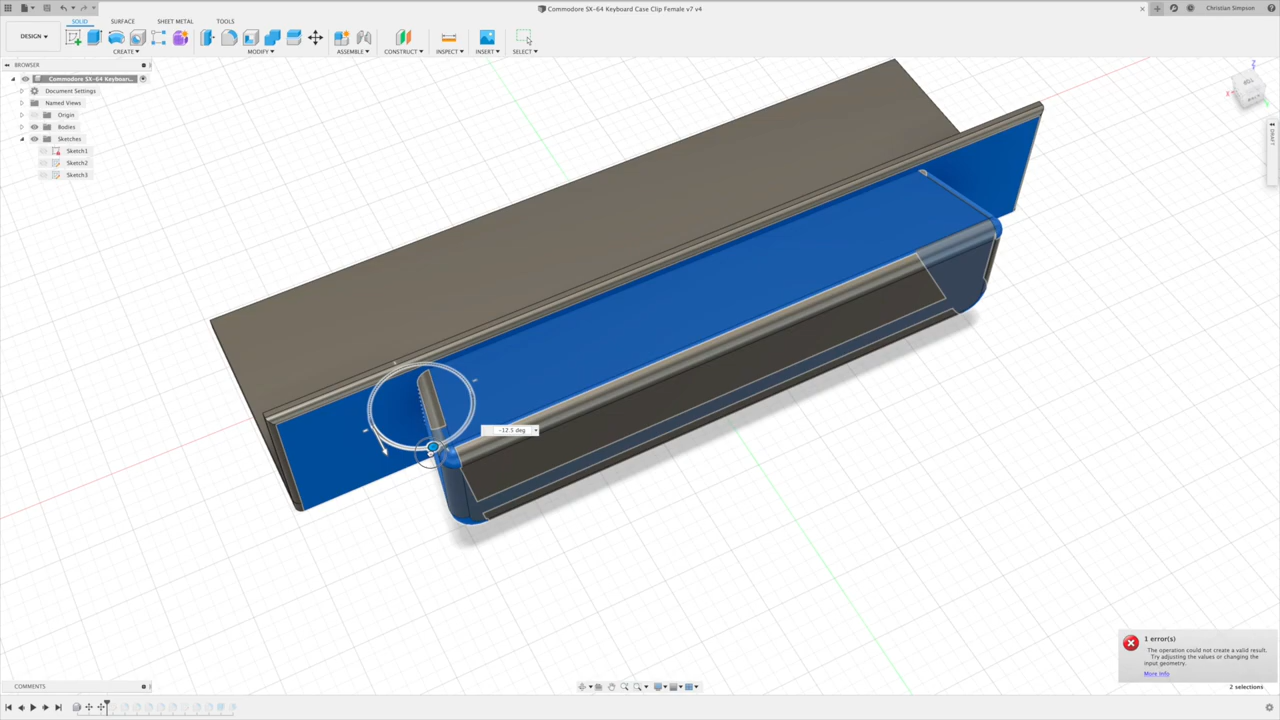 Commodore SX-64 Keyboard Case Clip Female v7 v4
Christian Simpson
SOLID
SURFACE
SHEET METAL
TOOLS
DESIGN
CREATE
MODIFY
ASSEMBLE
CONSTRUCT
INSPECT
INSERT
SELECT
BROWSER
Commodore SX-64 Keyboar...
Document Settings
Named Views
Origin
Bodies
Sketches
Sketch1
Sketch2
Sketch3
TOP
DRAFT
-12.5 deg
1 error(s)
The operation could not create a valid result.
Try adjusting the values or changing the
input geometry.
More info
COMMENTS
2 selections